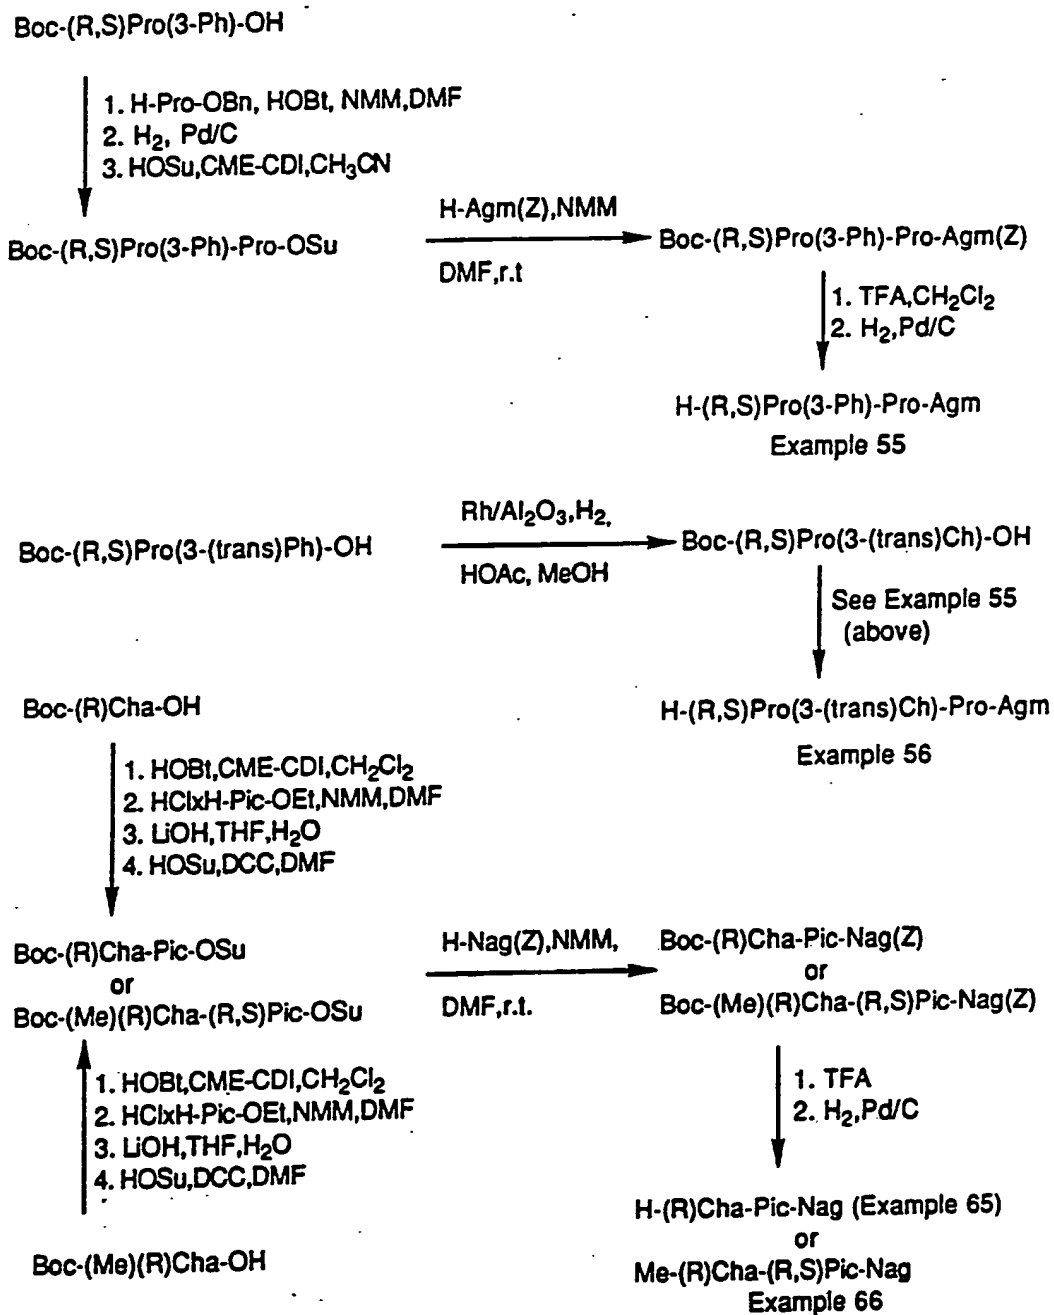 Boc-(R,S)Pro(3-Ph)-OH
1. H-Pro-OBn, HOBt, NMM,DMF
2. H₂, Pd/C
3. HOSu,CME-CDI,CH₃CN
Boc-(R,S)Pro(3-Ph)-Pro-OSu
H-Agm(Z),NMM
DMF,r.t
Boc-(R,S)Pro(3-Ph)-Pro-Agm(Z)
1. TFA,CH₂Cl₂
2. H₂,Pd/C
H-(R,S)Pro(3-Ph)-Pro-Agm
Example 55
Boc-(R,S)Pro(3-(trans)Ph)-OH
Rh/Al₂O₃,H₂,
HOAc, MeOH
Boc-(R,S)Pro(3-(trans)Ch)-OH
See Example 55
(above)
H-(R,S)Pro(3-(trans)Ch)-Pro-Agm
Example 56
Boc-(R)Cha-OH
1. HOBt,CME-CDI,CH₂Cl₂
2. HClxH-Pic-OEt,NMM,DMF
3. LiOH,THF,H₂O
4. HOSu,DCC,DMF
Boc-(R)Cha-Pic-OSu
or
Boc-(Me)(R)Cha-(R,S)Pic-OSu
H-Nag(Z),NMM,
DMF,r.t.
Boc-(R)Cha-Pic-Nag(Z)
or
Boc-(Me)(R)Cha-(R,S)Pic-Nag(Z)
1. HOBt,CME-CDI,CH₂Cl₂
2. HClxH-Pic-OEt,NMM,DMF
3. LiOH,THF,H₂O
4. HOSu,DCC,DMF
Boc-(Me)(R)Cha-OH
1. TFA
2. H₂,Pd/C
H-(R)Cha-Pic-Nag (Example 65)
or
Me-(R)Cha-(R,S)Pic-Nag
Example 66